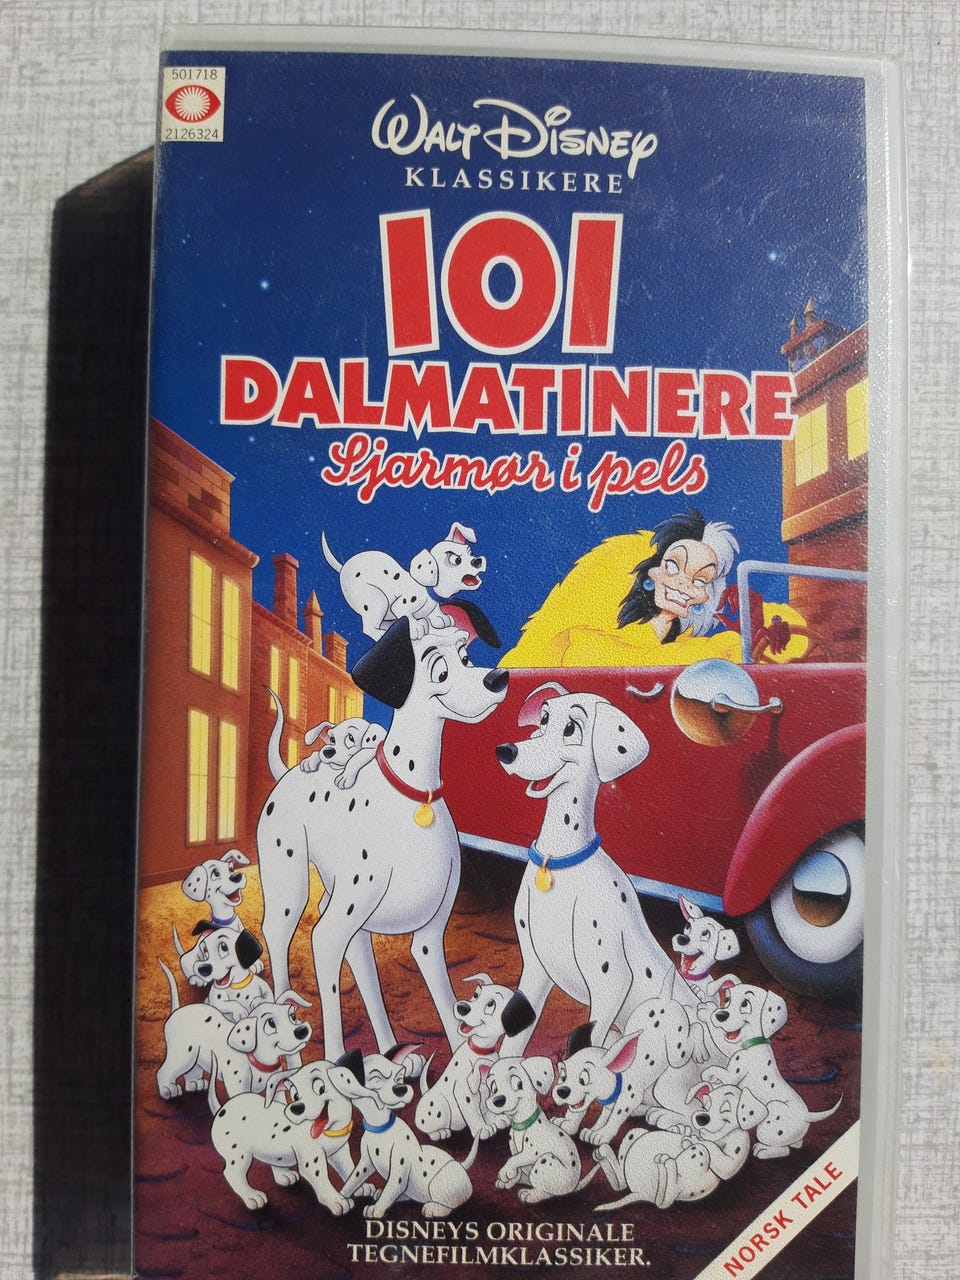 501718
2126324
WALT DISNEY
KLASSIKERE
101
DALMATINERE
Sjarmør i pels
DISNEYS ORIGINALE
TEGNEFILMKLASSIKER.
NORSK TALE